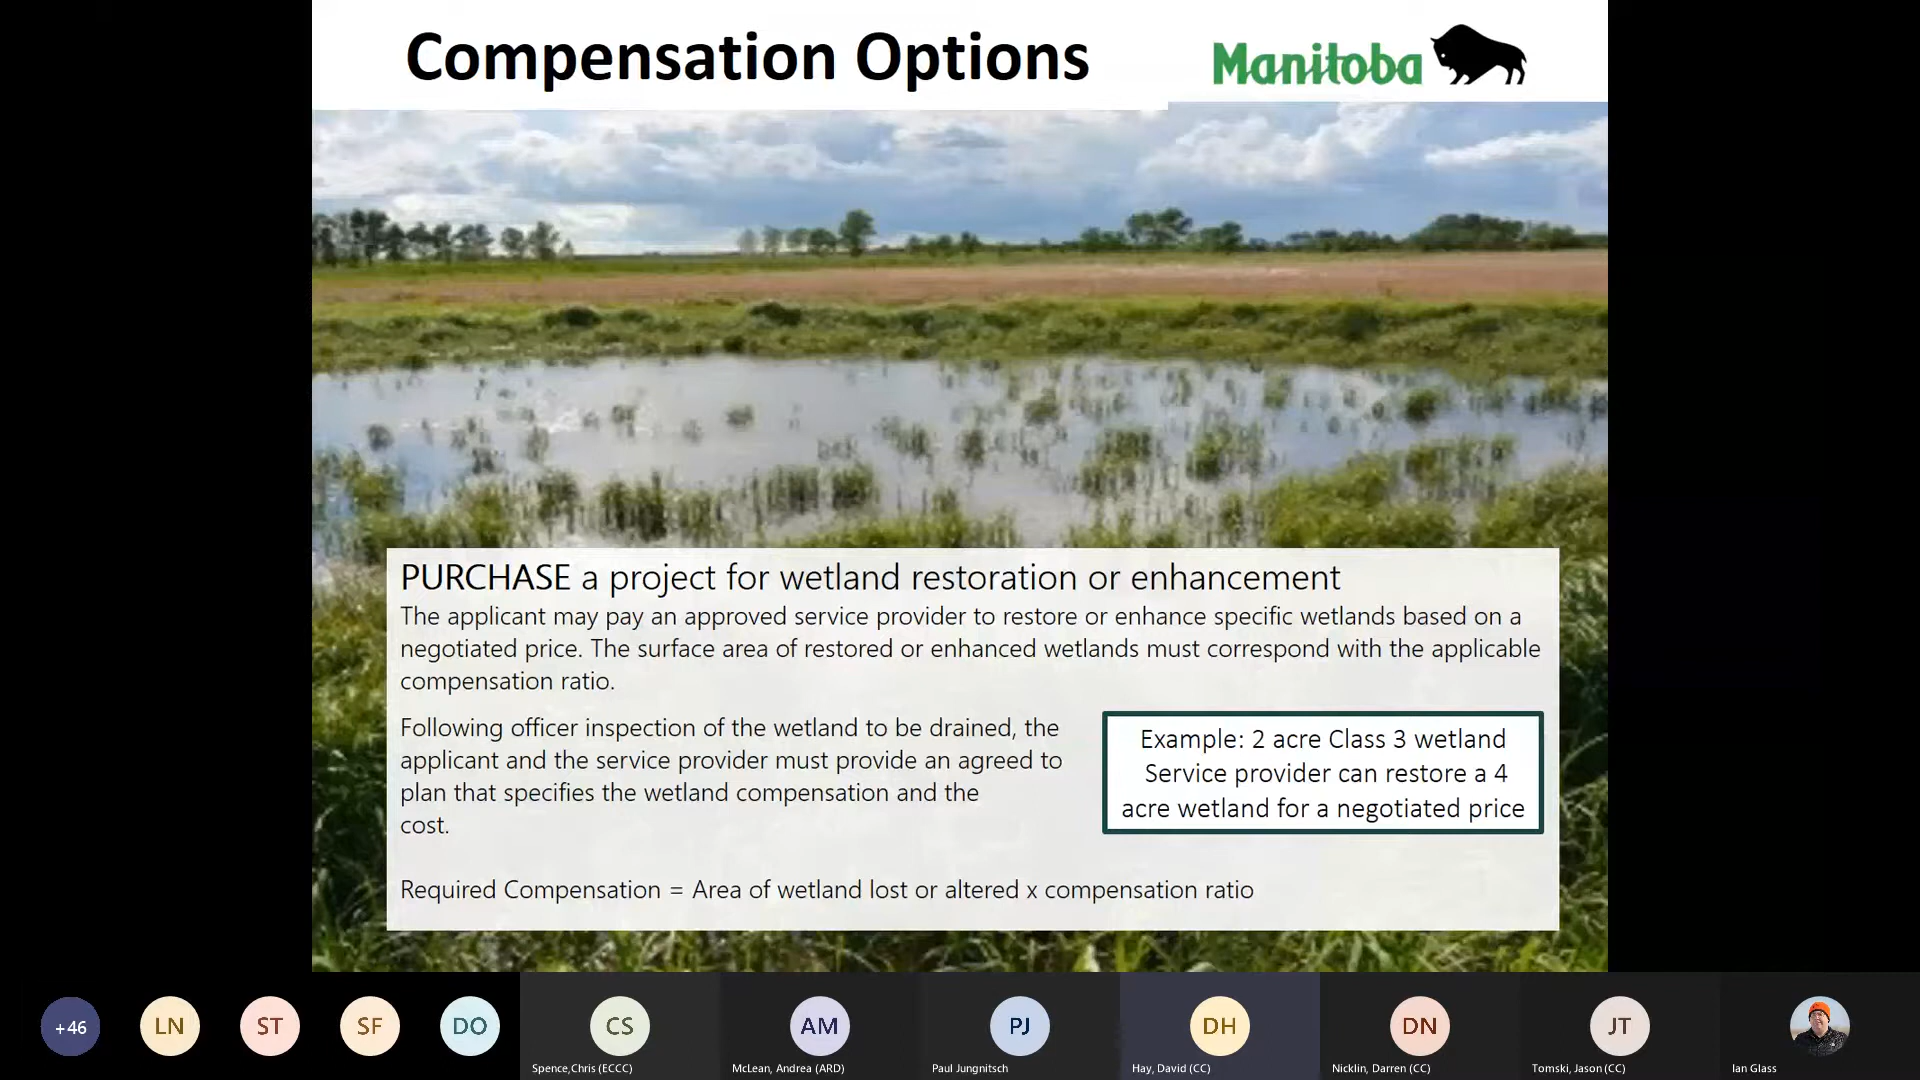 Compensation Options
Manitoba
PURCHASE a project for wetland restoration or enhancement
The applicant may pay an approved service provider to restore or enhance specific wetlands based on a
negotiated price. The surface area of restored or enhanced wetlands must correspond with the applicable
compensation ratio.
Following officer inspection of the wetland to be drained, the
applicant and the service provider must provide an agreed to
plan that specifies the wetland compensation and the
cost.
Example: 2 acre Class 3 wetland
Service provider can restore a 4
acre wetland for a negotiated price
Required Compensation = Area of wetland lost or altered x compensation ratio
+46
LN
ST
SF
DO
CS
AM
PJ
DH
DN
JT
Spence,Chris (ECCC)
McLean, Andrea (ARD)
Paul Jungnitsch
Hay, David (CC)
Nicklin, Darren (CC)
Tomski, Jason (CC)
Ian Glass